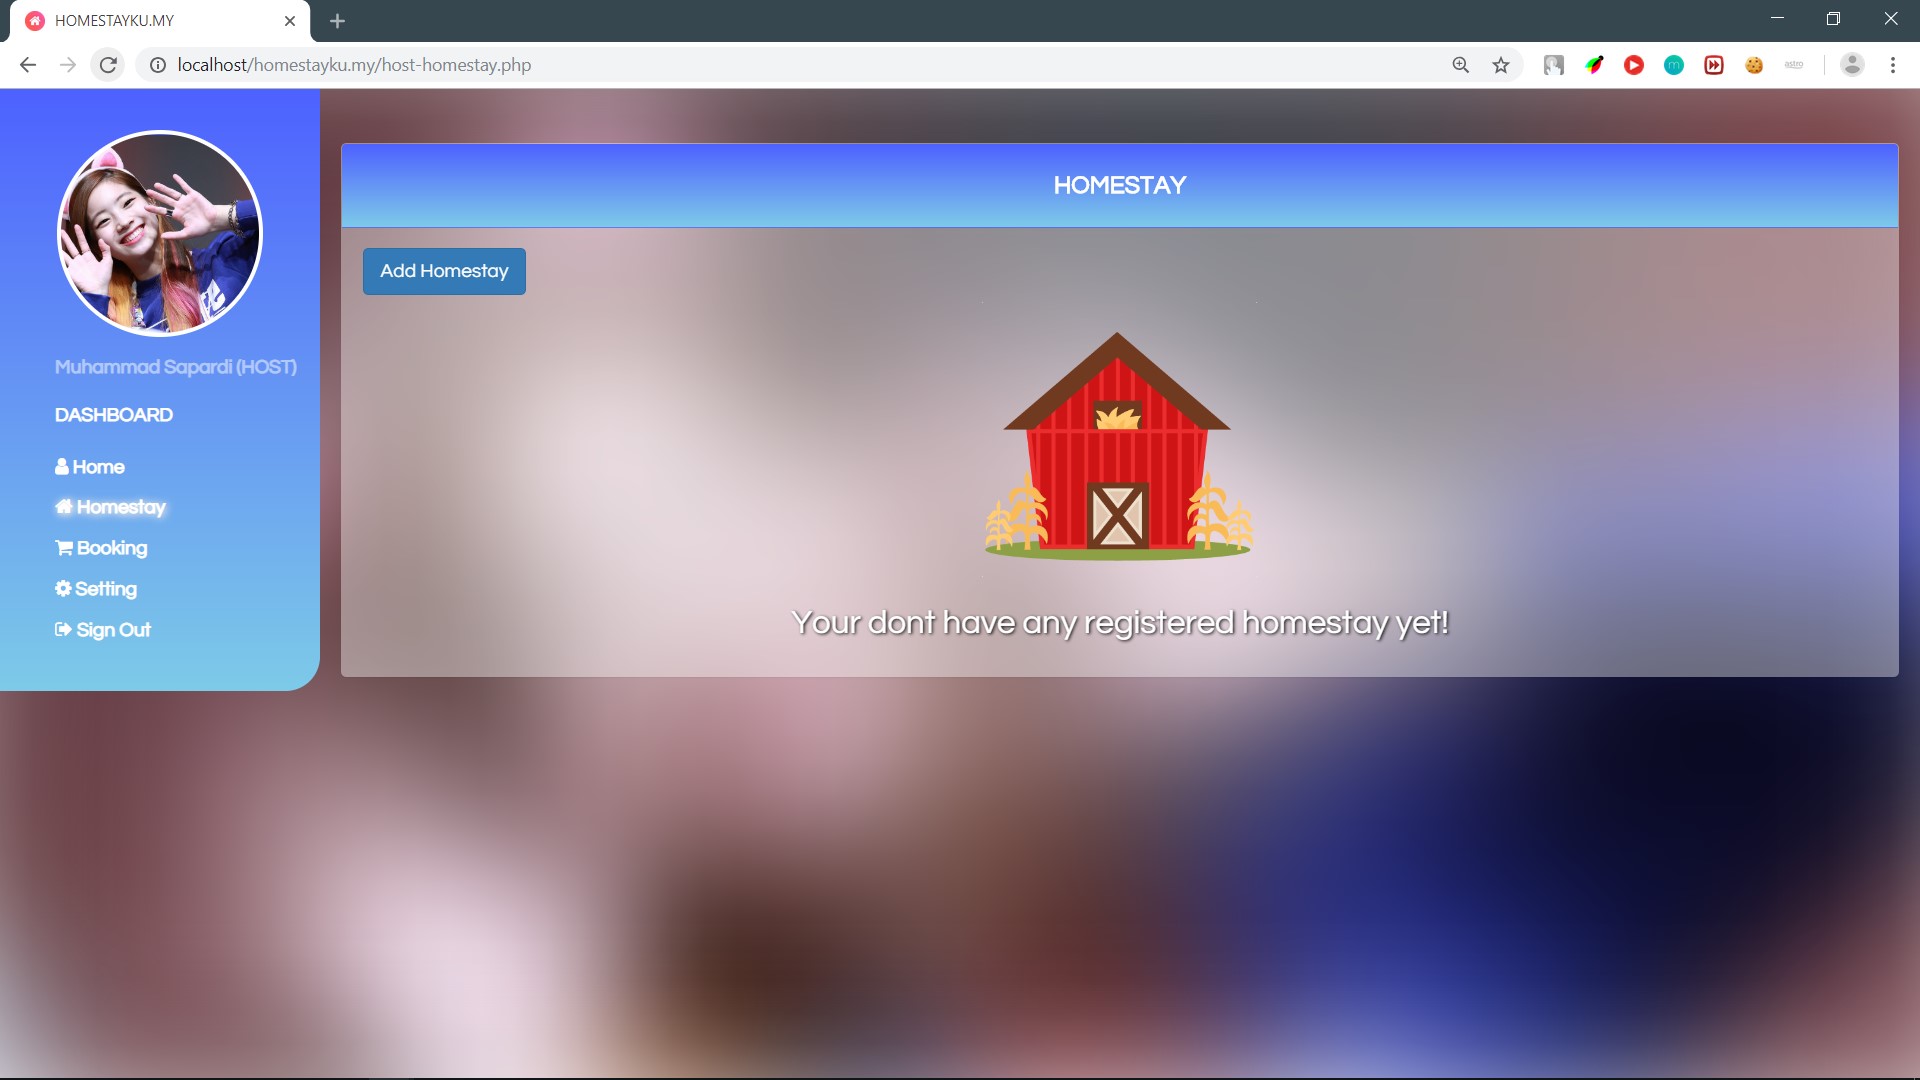 HOMESTAYKU.MY
localhost/homestayku.my/host-homestay.php
astro
HOMESTAY
Add Homestay
Muhammad Sapardi (HOST)
DASHBOARD
Home
Homestay
Booking
Setting
Sign Out
Your dont have any registered homestay yet!